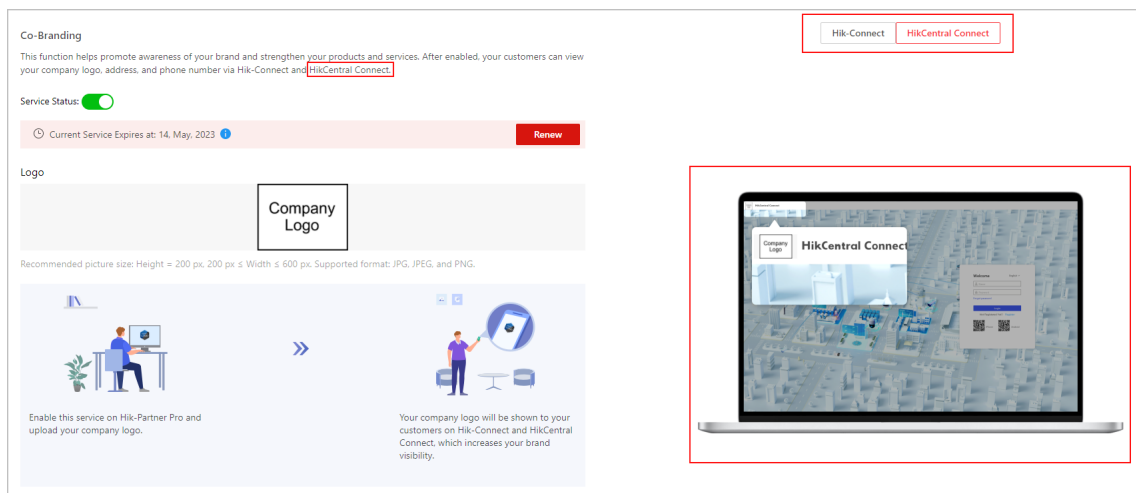 Co-Branding
This function helps promote awareness of your brand and strengthen your products and services. After enabled, your customers can view
your company logo, address, and phone number via Hik-Connect and HikCentral Connect.
Service Status:
Current Service Expires at: 14, May, 2023
Renew
Logo
Company
Logo
Recommended picture size: Height = 200 px, 200 px ≤ Width ≤ 600 px. Supported format: JPG, JPEG, and PNG.
Enable this service on Hik-Partner Pro and
upload your company logo.
Your company logo will be shown to your
customers on Hik-Connect and HikCentral
Connect, which increases your brand
visibility.
Hik-Connect
HikCentral Connect
HikCentral Connect
Company
Logo
HikCentral Connect
Welcome